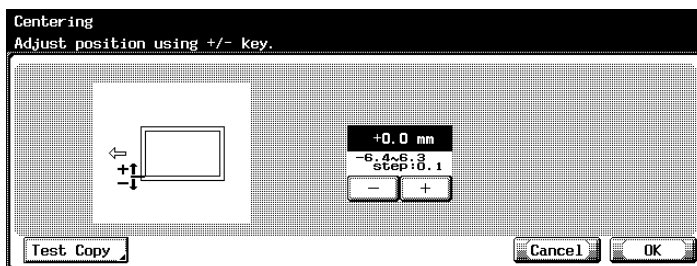 Centering
Adjust position using +/- key.
+↑
-↓
+0.0 mm
-6.4~6.3
step:0.1
- +
Test Copy Cancel OK